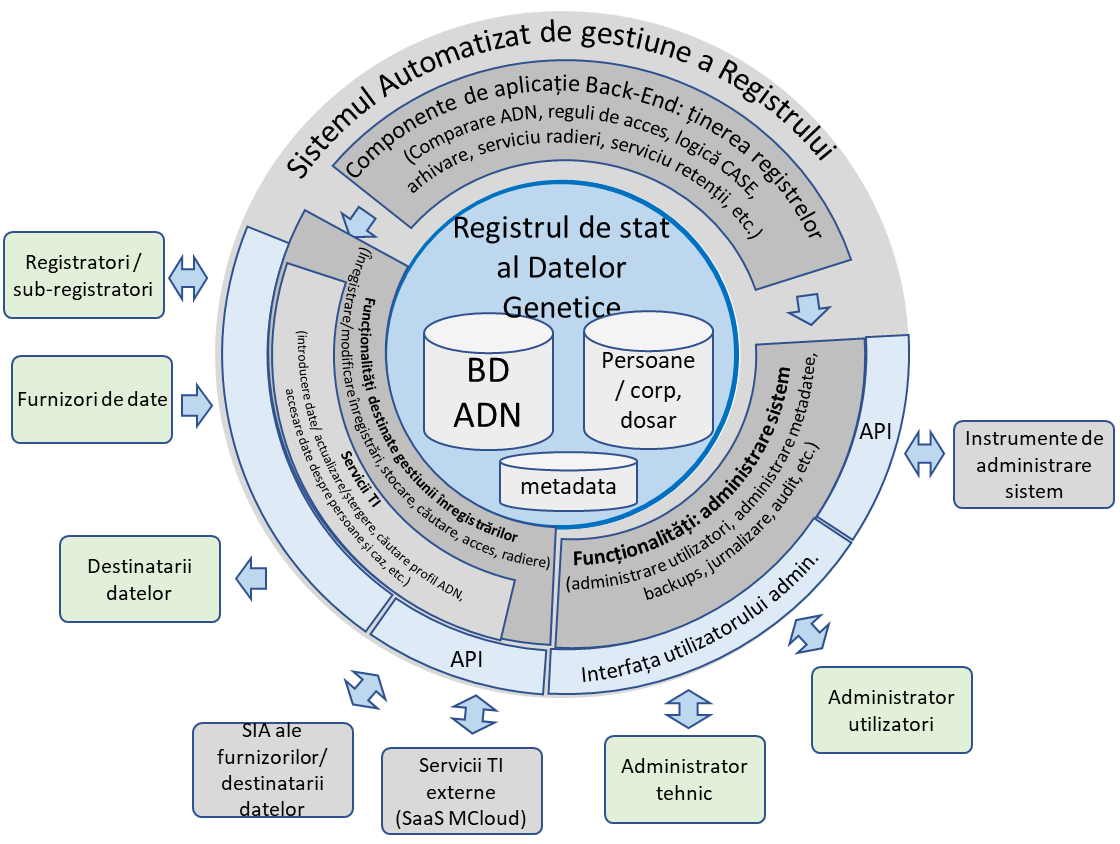 Sistemul Automatizat de gestiune a Registrului
Componente de aplicație Back-End: ținerea registrelor
(Comparare ADN, reguli de acces, logică CASE,
arhivare, serviciu radieri, serviciu retenții, etc.)
Registrul de stat
al Datelor
Genetice
BD
ADN
Persoane
/ corp,
dosar
metadata
Funcționalități destinate gestiunii înregistrărilor
(înregistrare/modificare înregistrări, stocare, căutare, acces, radiere)
Servicii TI
(introducere date/ actualizare/ștergere, căutare profil ADN,
accesare date despre persoane și caz, etc.)
Funcționalități: administrare sistem
(administrare utilizatori, administrare metadatee,
backups, jurnalizare, audit, etc.)
API
Interfața utilizatorului admin.
API
Registratori /
sub-registratori
Furnizori de date
Destinatarii
datelor
SIA ale
furnizorilor/
destinatarii
datelor
Servicii TI
externe
(SaaS MCloud)
Administrator
tehnic
Administrator
utilizatori
Instrumente de
administrare
sistem